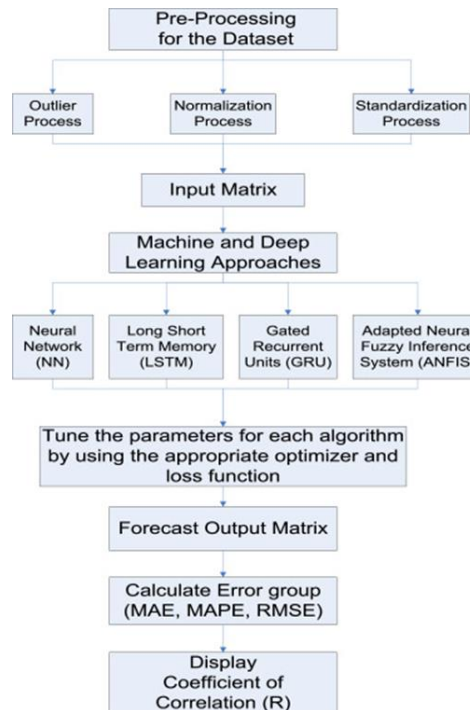 Pre-Processing
for the Dataset
Outlier
Process
Normalization
Process
Standardization
Process
Input Matrix
Machine and Deep
Learning Approaches
Neural
Network
(NN)
Long Short
Term Memory
(LSTM)
Gated
Recurrent
Units (GRU)
Adapted Neural
Fuzzy Inference
System (ANFIS
Tune the parameters for each algorithm
by using the appropriate optimizer and
loss function
Forecast Output Matrix
Calculate Error group
(MAE, MAPE, RMSE)
Display
Coefficient of
Correlation (R)